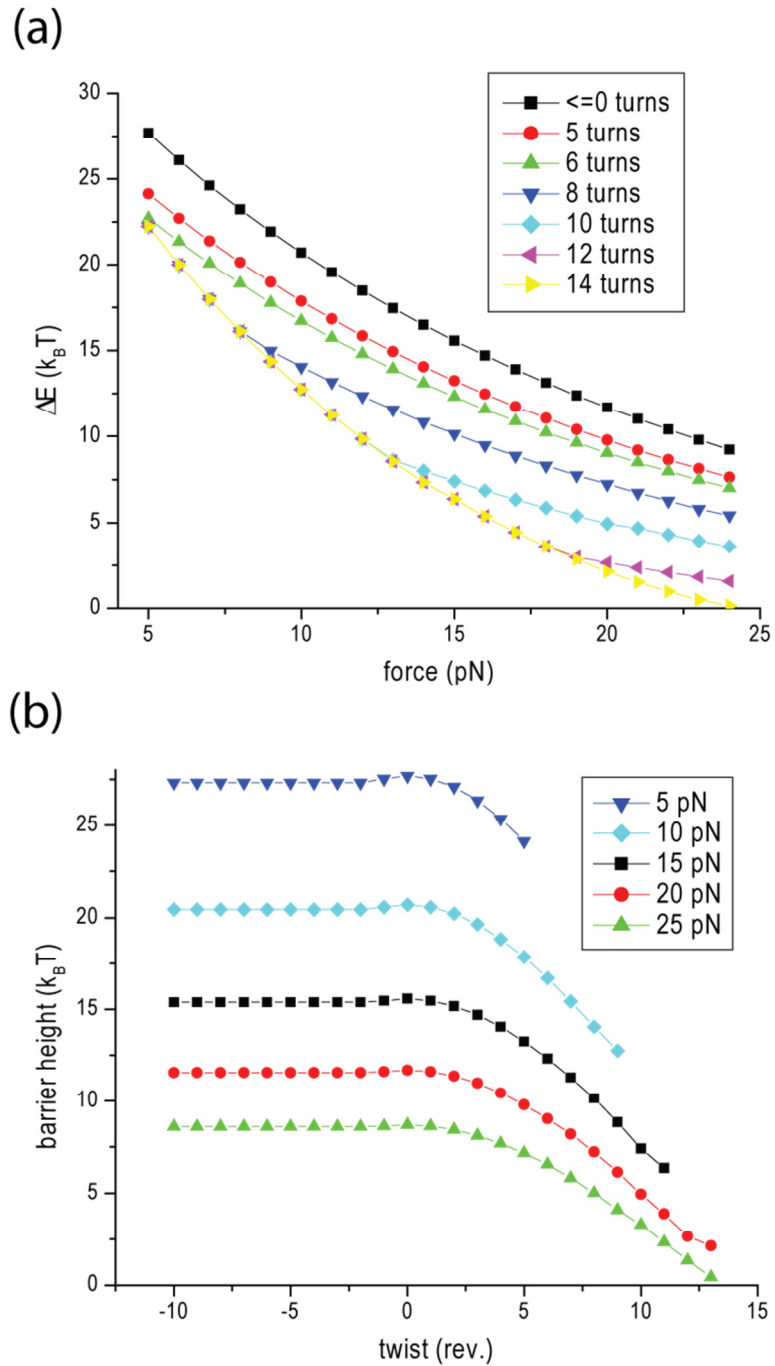 (a)
30
25
20
15
10
5
0
ΔE (k_BT)
<=0 turns
5 turns
6 turns
8 turns
10 turns
12 turns
14 turns
5 10 15 20 25
force (pN)
(b)
25
20
15
10
5
0
barrier height (k_BT)
5 pN
10 pN
15 pN
20 pN
25 pN
-10 -5 0 5 10 15
twist (rev.)